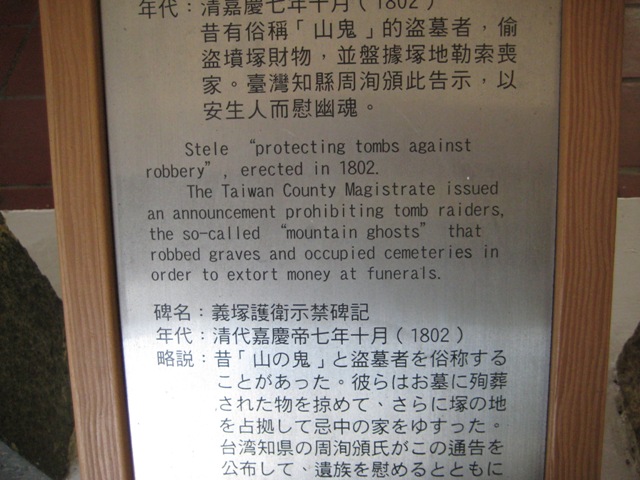 年代：清嘉慶七年十月（1802）
昔有俗稱「山鬼」的盜墓者，偷
盜墳塚財物，並盤據塚地勒索喪
家。臺灣知縣周洵頒此告示，以
安生人而慰幽魂。
Stele “protecting tombs against
robbery”, erected in 1802.
The Taiwan County Magistrate issued
an announcement prohibiting tomb raiders,
the so-called “mountain ghosts” that
robbed graves and occupied cemeteries in
order to extort money at funerals.
碑名：義塚護衛示禁碑記
年代：清代嘉慶帝七年十月（1802）
略説：昔「山の鬼」と盗墓者を俗称する
ことがあった。彼らはお墓に殉葬
された物を掠めて、さらに塚の地
を占拠して忌中の家をゆすった。
台湾知県の周洵頒氏がこの通告を
公布して、遺族を慰めるとともに